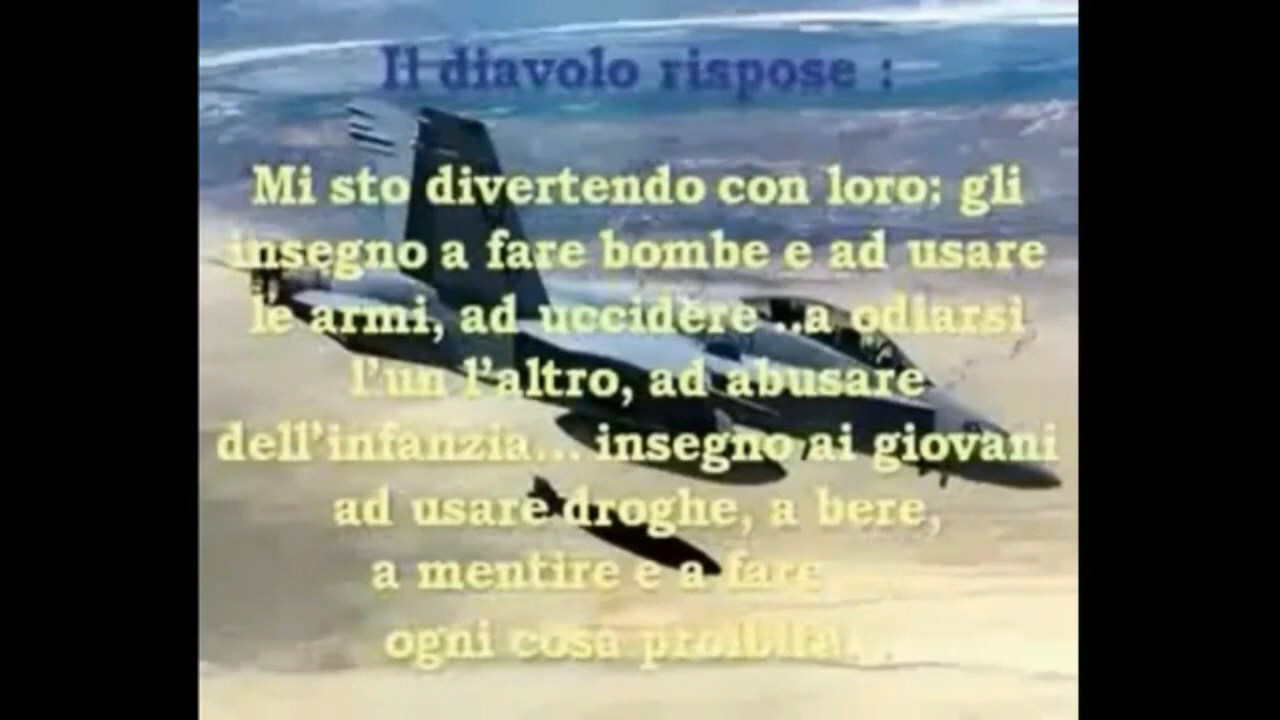 Il diavolo rispose :
Mi sto divertendo con loro: gli
insegno a fare bombe e ad usare
le armi, ad uccidere ..a odiarsi
l'un l'altro, ad abusare
dell'infanzia... insegno ai giovani
ad usare droghe, a bere,
a mentire e a fare
ogni cosa proibita...